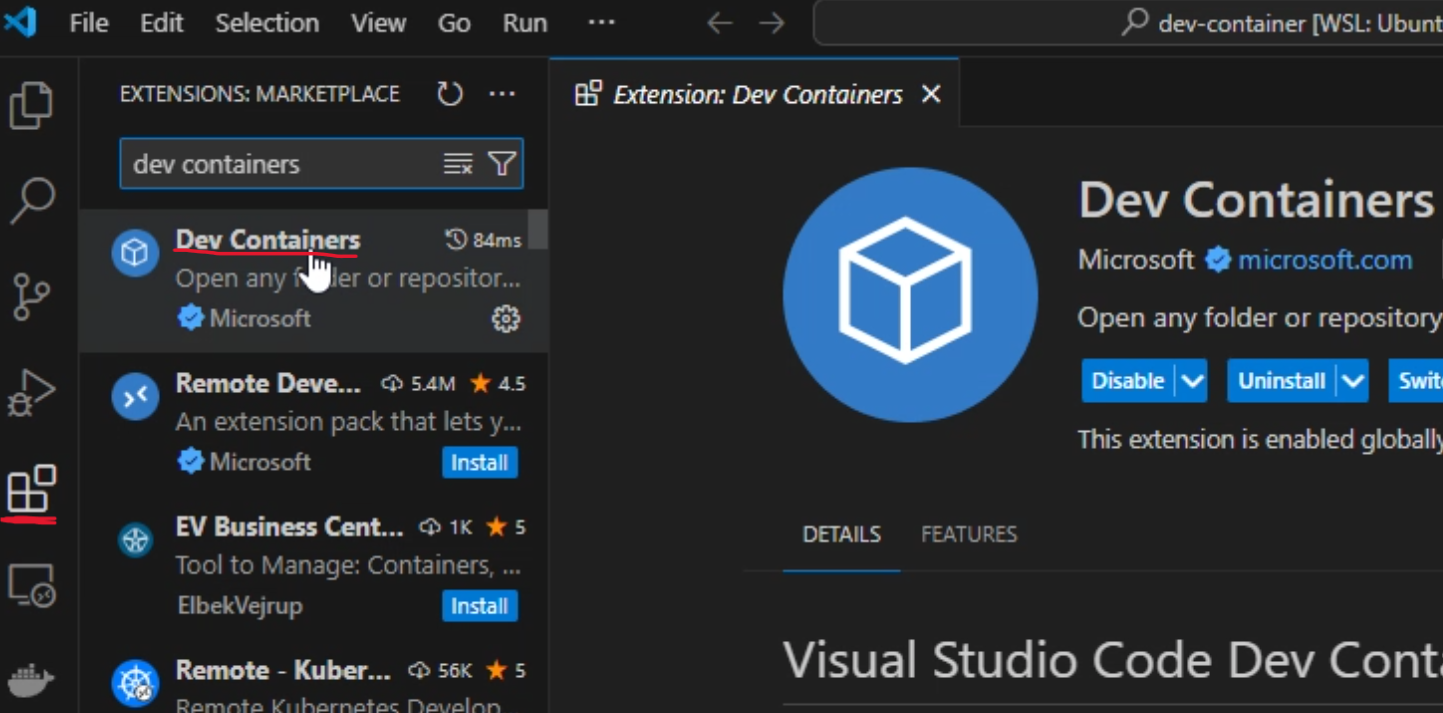 File Edit Selection View Go Run ...
dev-container [WSL: Ubunt
EXTENSIONS: MARKETPLACE
Extension: Dev Containers
dev containers
Dev Containers 84ms
Open any folder or repositor...
Microsoft
Remote Deve... 5.4M 4.5
An extension pack that lets y...
Microsoft Install
EV Business Cent... 1K 5
Tool to Manage: Containers, ...
ElbekVejrup Install
Remote - Kuber... 56K 5
Remote Kubernetes Develop
Dev Containers
Microsoft microsoft.com
Open any folder or repository
Disable Uninstall Switc
This extension is enabled globally
DETAILS FEATURES
Visual Studio Code Dev Conta